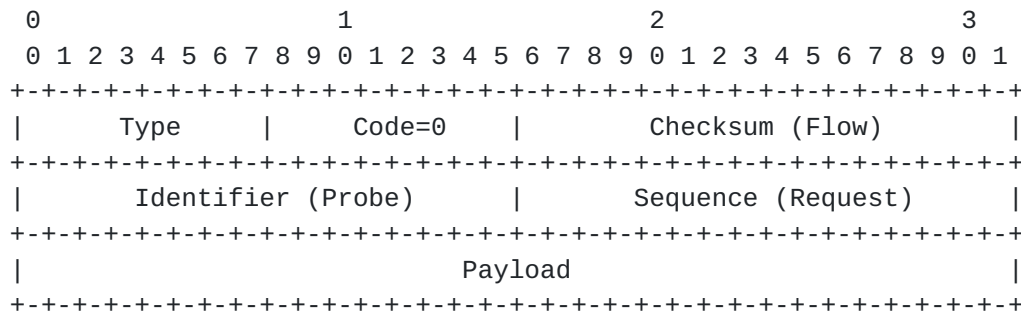 0                   1                   2                   3
 0 1 2 3 4 5 6 7 8 9 0 1 2 3 4 5 6 7 8 9 0 1 2 3 4 5 6 7 8 9 0 1
+-+-+-+-+-+-+-+-+-+-+-+-+-+-+-+-+-+-+-+-+-+-+-+-+-+-+-+-+-+-+-+-+
|      Type     |     Code=0    |        Checksum (Flow)        |
+-+-+-+-+-+-+-+-+-+-+-+-+-+-+-+-+-+-+-+-+-+-+-+-+-+-+-+-+-+-+-+-+
|       Identifier (Probe)      |       Sequence (Request)      |
+-+-+-+-+-+-+-+-+-+-+-+-+-+-+-+-+-+-+-+-+-+-+-+-+-+-+-+-+-+-+-+-+
|                            Payload                            |
+-+-+-+-+-+-+-+-+-+-+-+-+-+-+-+-+-+-+-+-+-+-+-+-+-+-+-+-+-+-+-+-+